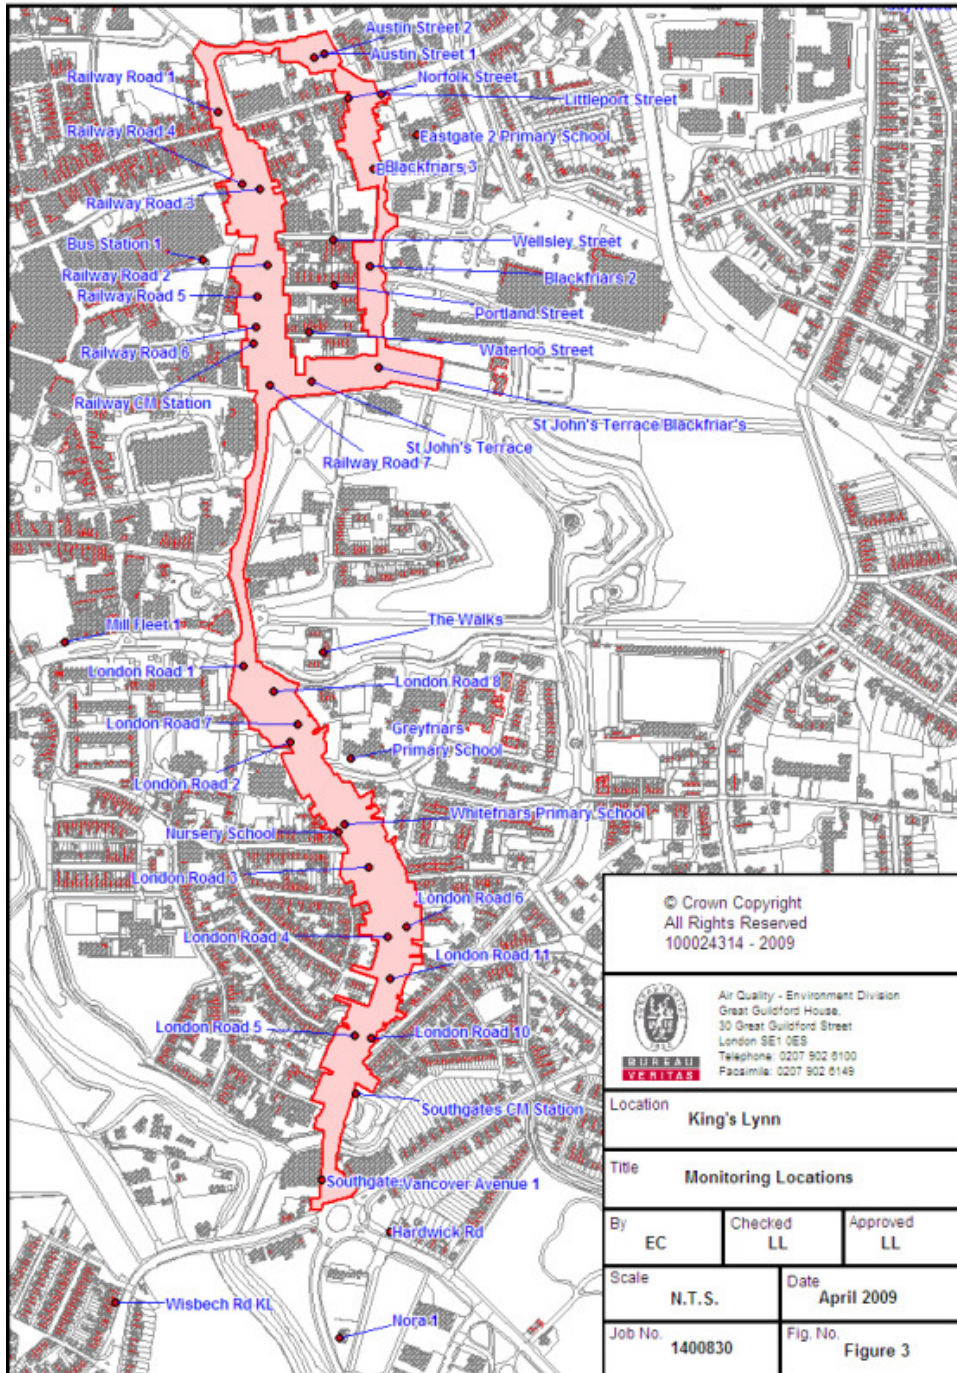 Austin Street 2
Austin Street 1
Railway Road 1
Norfolk Street
Littleport Street
Railway Road 4
Eastgate 2 Primary School
Blackfriars 3
Railway Road 3
Bus Station 1
Wellsley Street
Railway Road 2
Blackfriars 2
Railway Road 5
Portland Street
Railway Road 6
Waterloo Street
Railway CM Station
St John's Terrace Blackfriar's
St John's Terrace
Railway Road 7
Mill Fleet 1
The Walks
London Road 1
London Road 8
London Road 7
Greyfriars
Primary School
London Road 2
Whitefriars Primary School
Nursery School
London Road 3
London Road 6
London Road 4
London Road 11
London Road 5
London Road 10
Southgates CM Station
Southgate
Vancover Avenue 1
Hardwick Rd
Wisbech Rd KL
Nora 1
© Crown Copyright
All Rights Reserved
100024314 - 2009
Air Quality - Environment Division
Great Guildford House,
30 Great Guildford Street
London SE1 0ES
Telephone: 0207 902 6100
Facsimile: 0207 902 6149
BUREAU
VERITAS
Location
King's Lynn
Title
Monitoring Locations
By
EC
Checked
LL
Approved
LL
Scale
N.T.S.
Date
April 2009
Job No.
1400830
Fig. No.
Figure 3